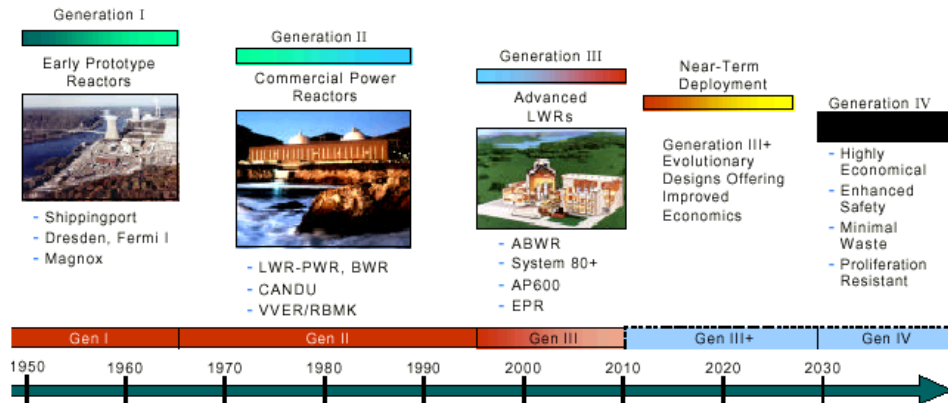 Generation I
Early Prototype
Reactors
- Shippingport
- Dresden, Fermi I
- Magnox
Generation II
Commercial Power
Reactors
- LWR-PWR, BWR
- CANDU
- VVER/RBMK
Generation III
Advanced
LWRs
- ABWR
- System 80+
- AP600
- EPR
Near-Term
Deployment
Generation III+
Evolutionary
Designs Offering
Improved
Economics
Generation IV
- Highly
Economical
- Enhanced
Safety
- Minimal
Waste
- Proliferation
Resistant
Gen I
Gen II
Gen III
Gen III+
Gen IV
1950 1960 1970 1980 1990 2000 2010 2020 2030